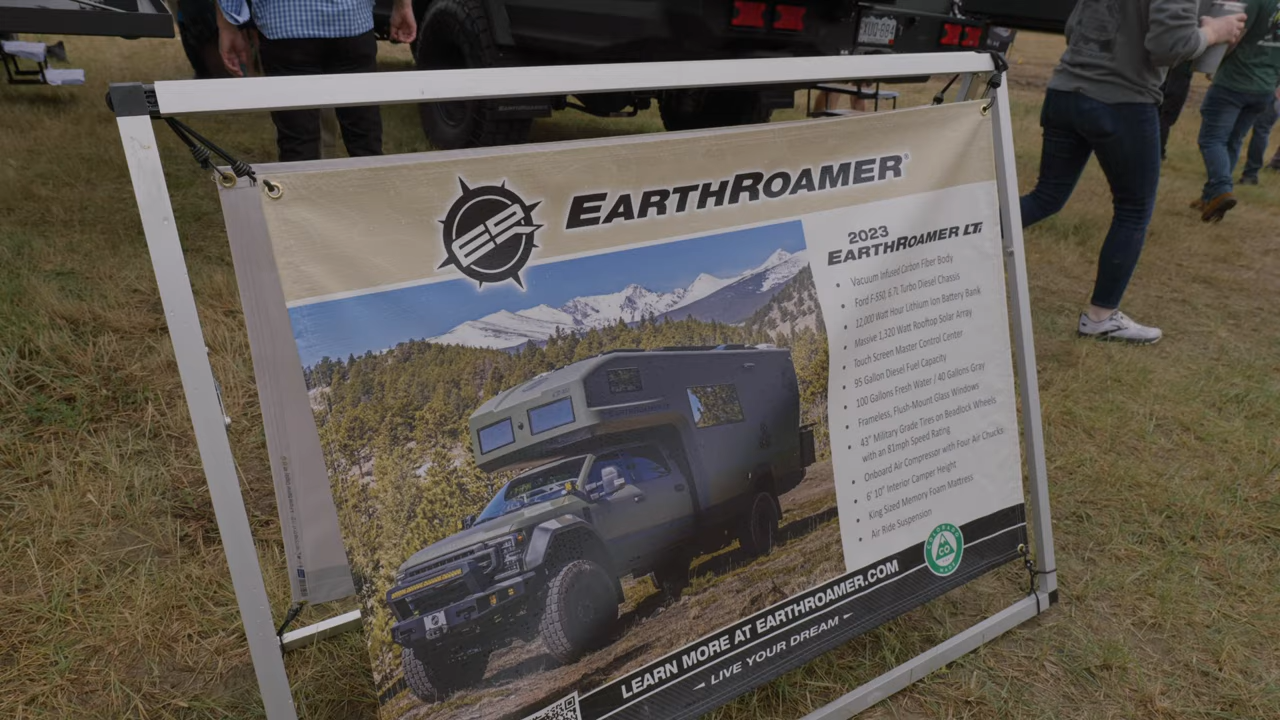 EARTHROAMER®
ER
2023
EARTHROAMER LTi
• Vacuum Infused Carbon Fiber Body
• Ford F-550, 6.7L Turbo Diesel Chassis
• 12,000 Watt Hour Lithium Ion Battery Bank
• Massive 1,320 Watt Rooftop Solar Array
• Touch Screen Master Control Center
• 95 Gallon Diesel Fuel Capacity
• 100 Gallons Fresh Water / 40 Gallons Gray
• Frameless, Flush-Mount Glass Windows
• 43" Military Grade Tires on Beadlock Wheels
with an 81mph Speed Rating
• Onboard Air Compressor with Four Air Chucks
• 6' 10" Interior Camper Height
• King Sized Memory Foam Mattress
• Air Ride Suspension
COLORADO
CO
MADE
LEARN MORE AT EARTHROAMER.COM
LIVE YOUR DREAM